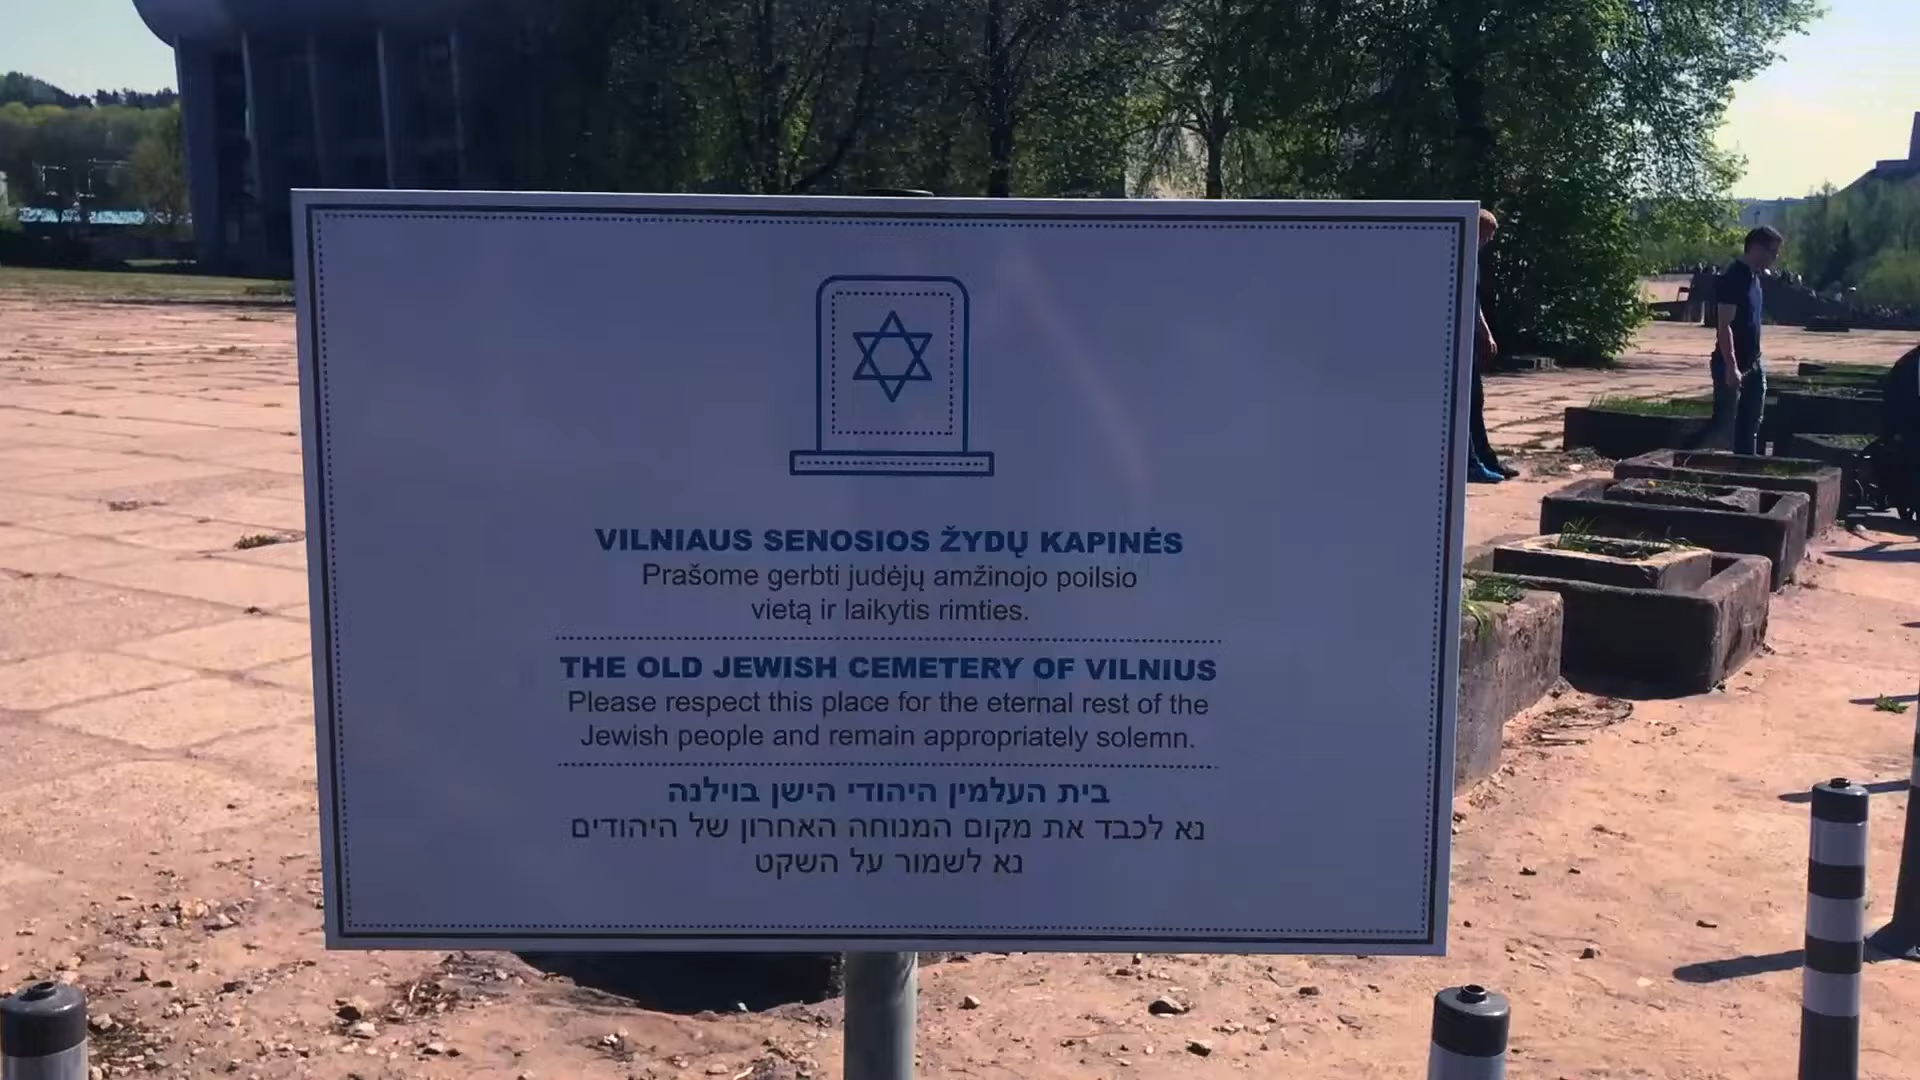 VILNIAUS SENOSIOS ŽYDŲ KAPINĖS
Prašome gerbti judėjų amžinojo poilsio
vietą ir laikytis rimties.
THE OLD JEWISH CEMETERY OF VILNIUS
Please respect this place for the eternal rest of the
Jewish people and remain appropriately solemn.
בית העלמין היהודי הישן בוילנה
נא לכבד את מקום המנוחה האחרון של היהודים
נא לשמור על השקט